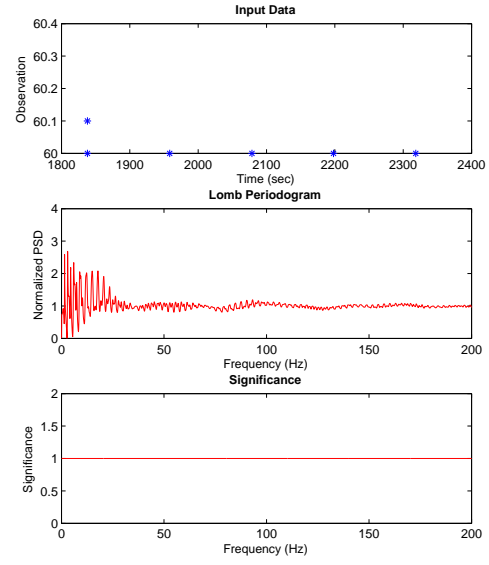 Input Data
60.4
60.3
60.2
60.1
60
Observation
1800 1900 2000 2100 2200 2300 2400
Time (sec)
Lomb Periodogram
4
3
2
1
0
Normalized PSD
0 50 100 150 200
Frequency (Hz)
Significance
2
1.5
1
0.5
0
Significance
0 50 100 150 200
Frequency (Hz)